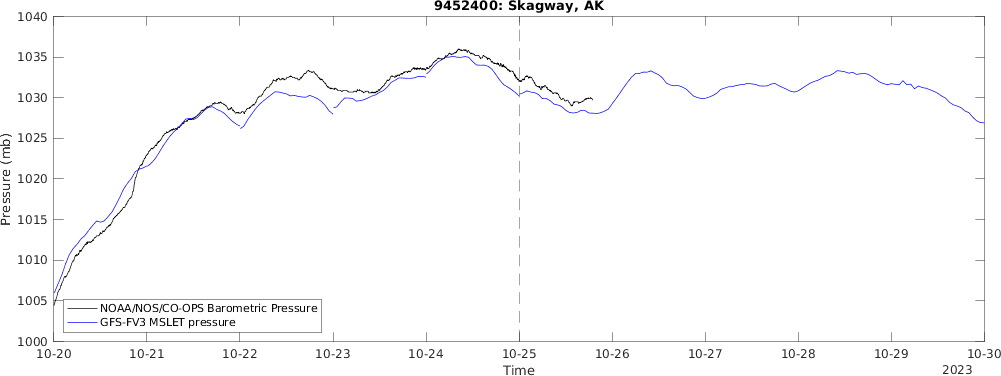 9452400: Skagway, AK
Pressure (mb)
1040
1035
1030
1025
1020
1015
1010
1005
1000
NOAA/NOS/CO-OPS Barometric Pressure
GFS-FV3 MSLET pressure
10-20 10-21 10-22 10-23 10-24 10-25 10-26 10-27 10-28 10-29 10-30
Time
2023